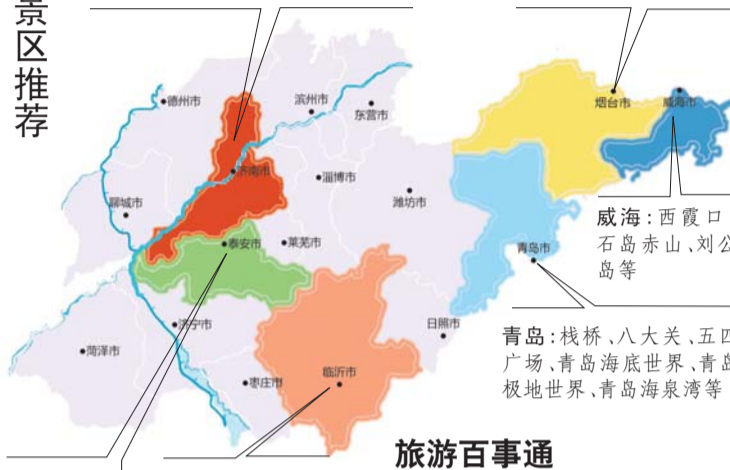 景区推荐
德州市
滨州市
东营市
烟台市
威海市
济南市
淄博市
潍坊市
聊城市
泰安市
莱芜市
青岛市
威海：西霞口
石岛赤山、刘公
岛等
济宁市
日照市
菏泽市
枣庄市
临沂市
青岛：栈桥、八大关、五四
广场、青岛海底世界、青岛
极地世界、青岛海泉湾等
旅游百事通